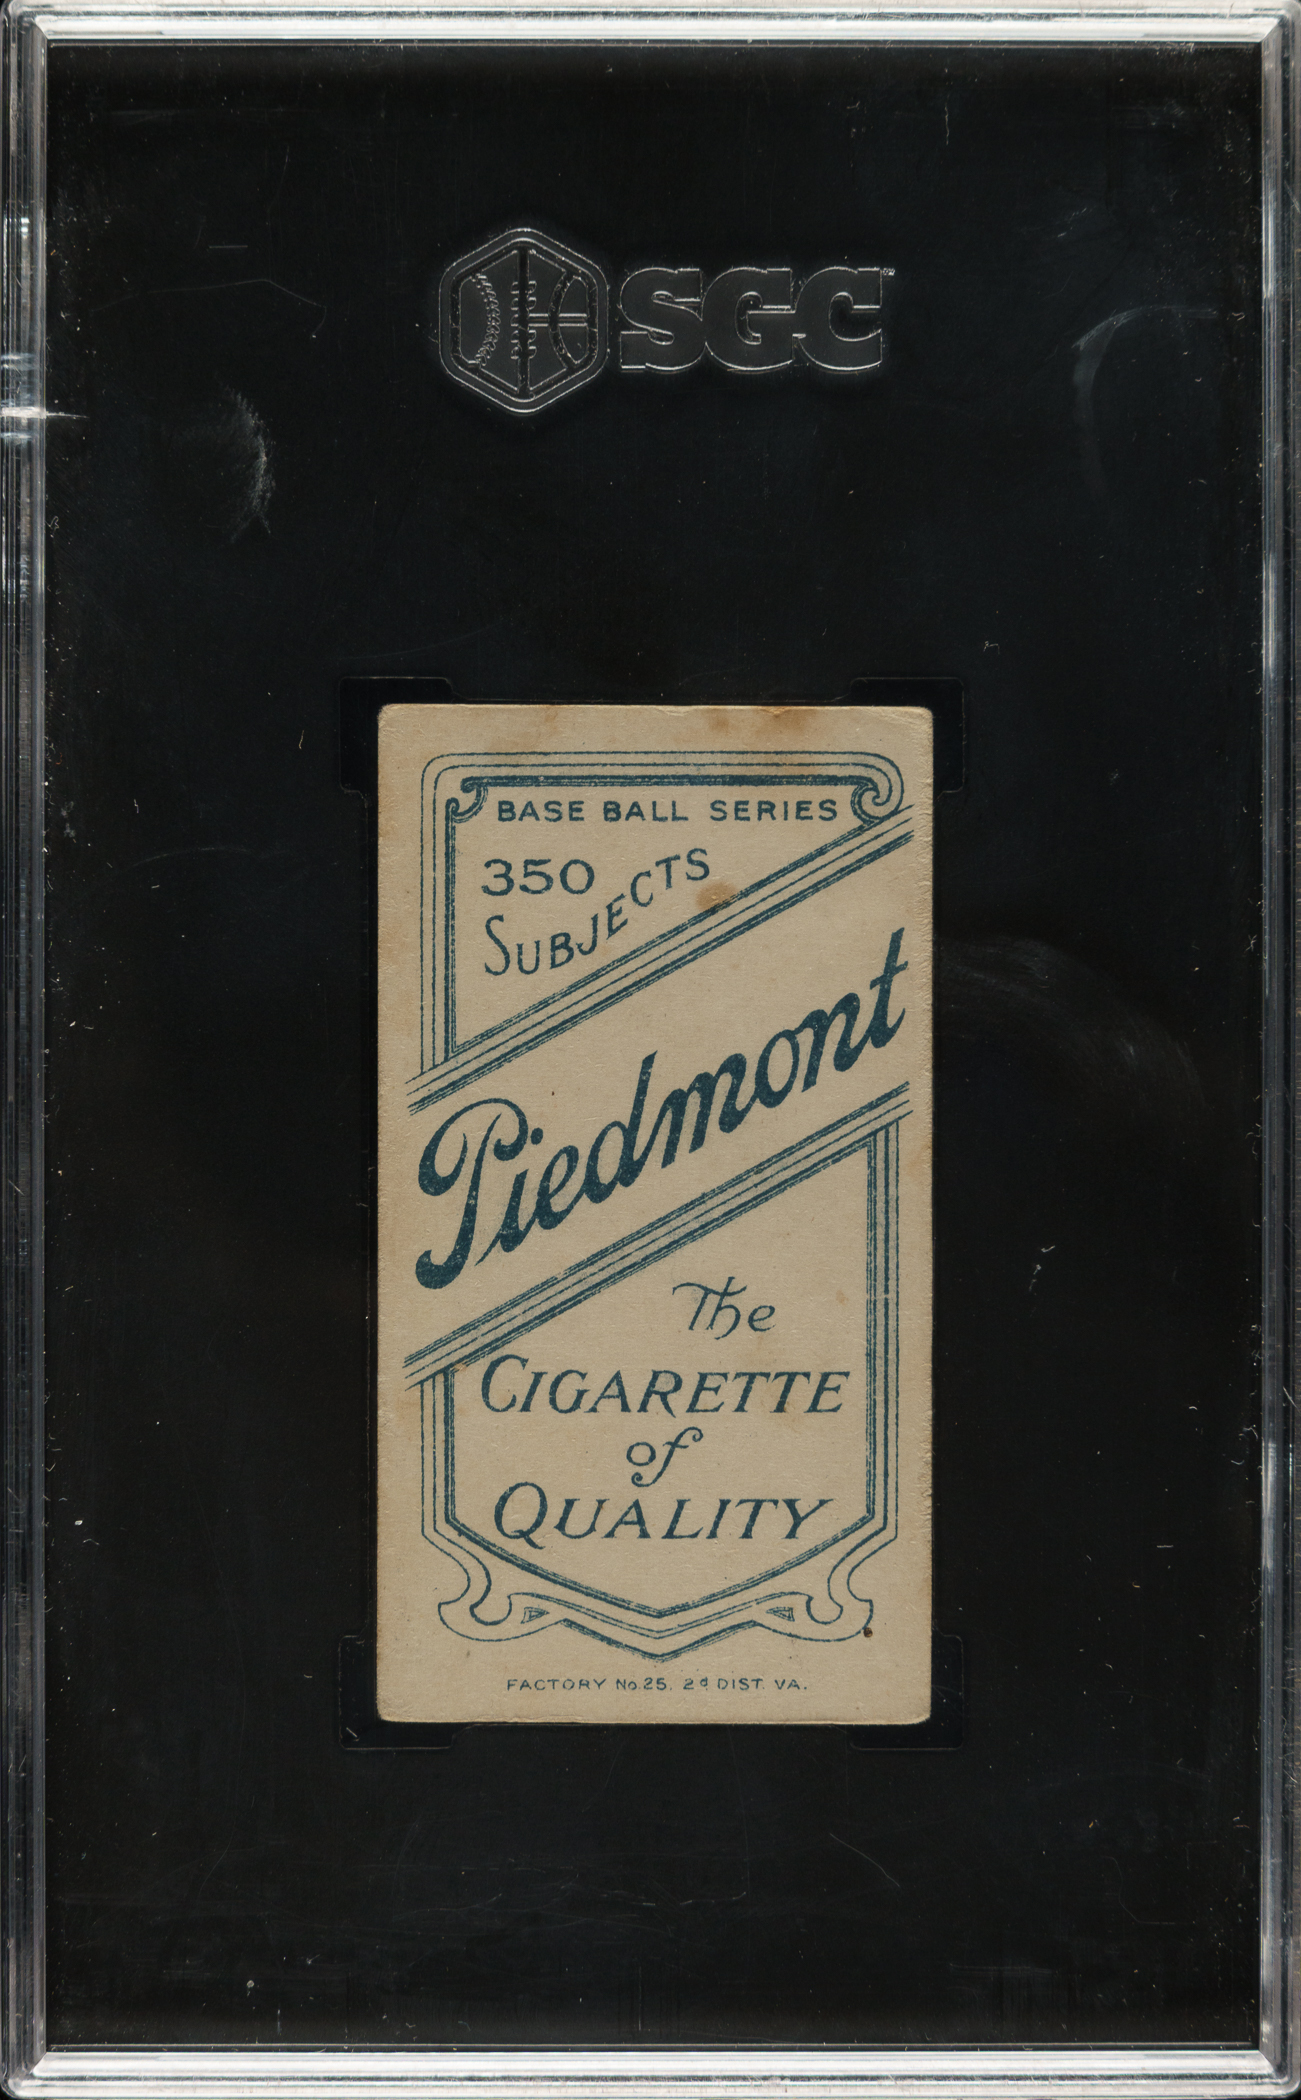 SGC
BASE BALL SERIES
350
SUBJECTS
Piedmont
The
CIGARETTE
of
QUALITY
FACTORY No. 25, 2d DIST. VA.